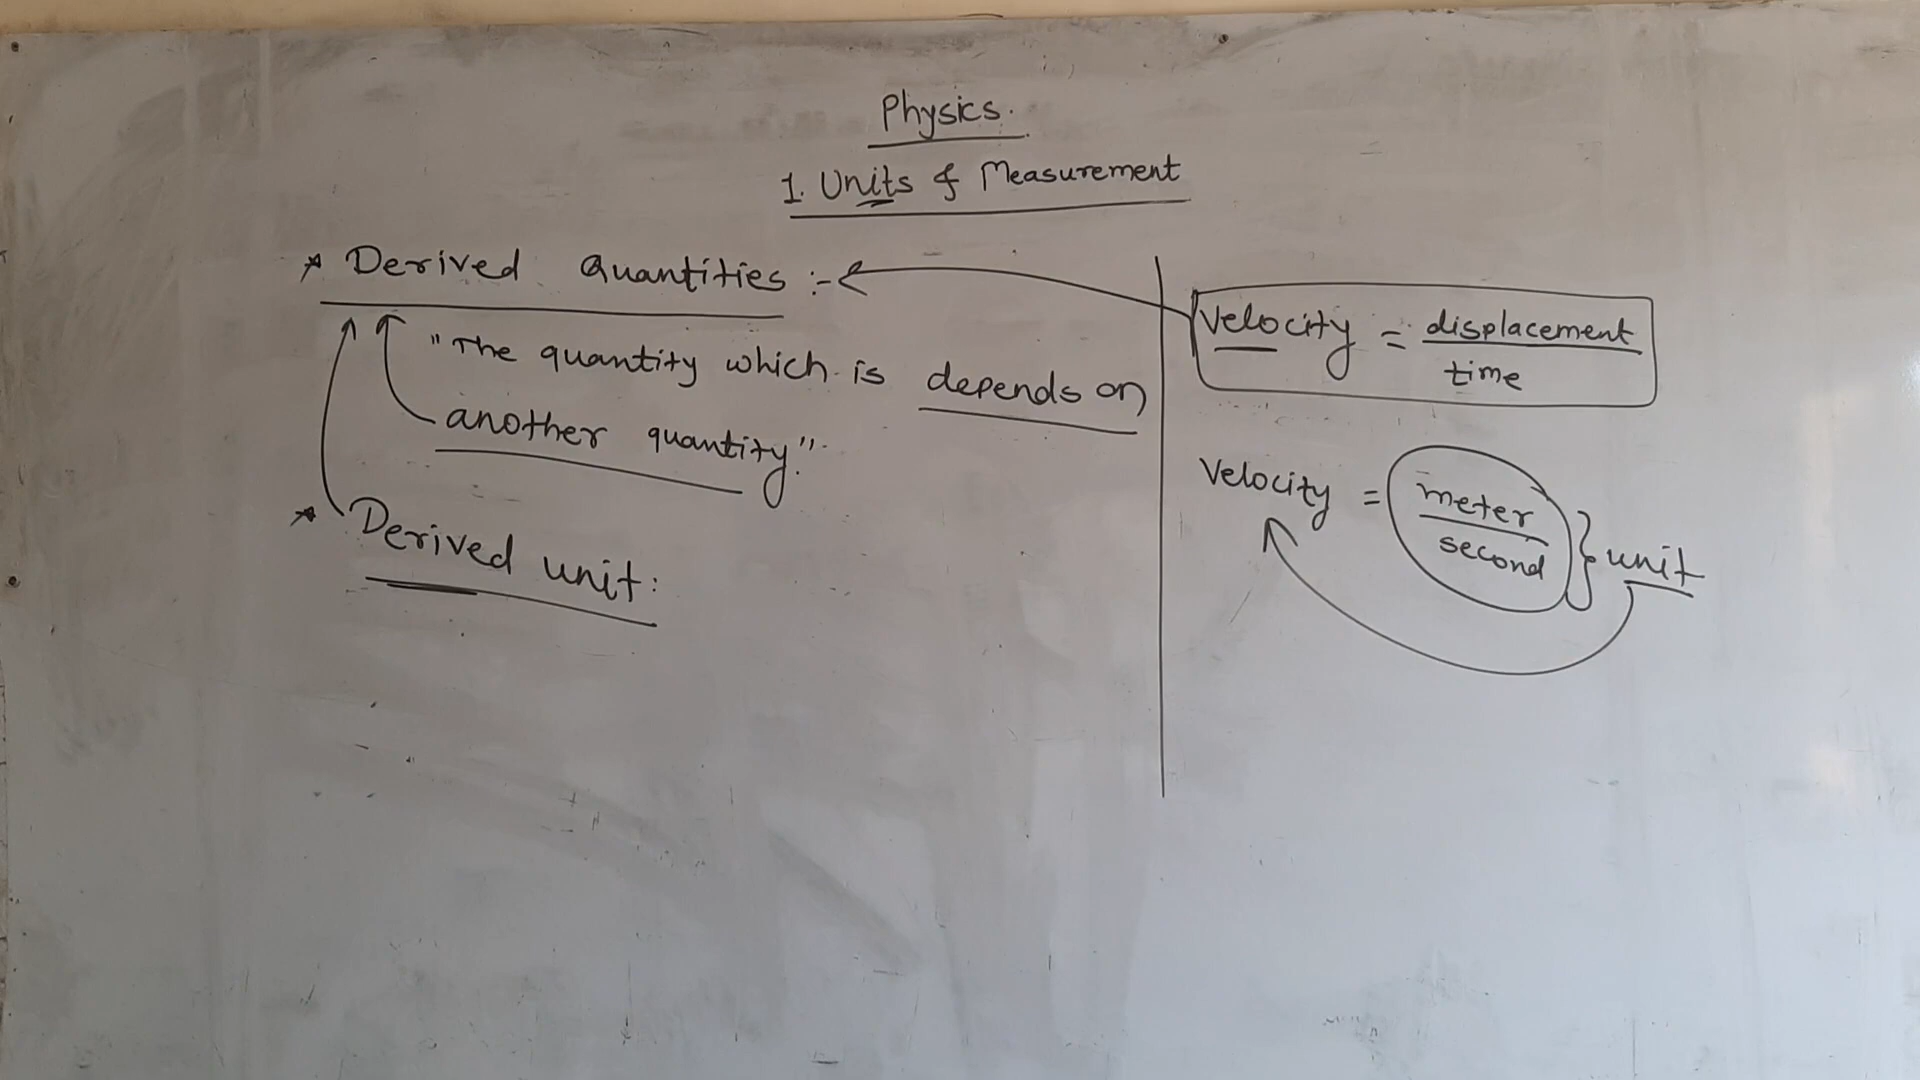 Physics.
1. Units & Measurement
* Derived Quantities :-
"The quantity which is depends on
another quantity."
* Derived unit:
Velocity = displacement
time
Velocity = meter
second } unit